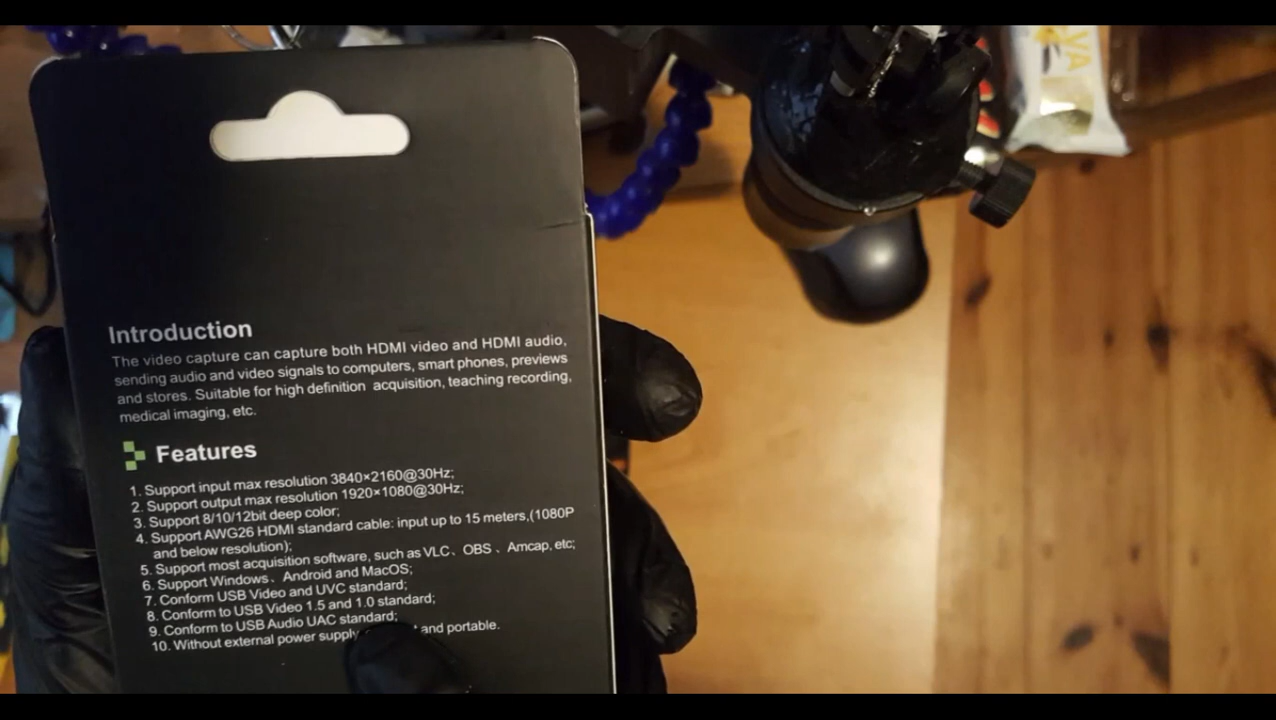 YA
Introduction
The video capture can capture both HDMI video and HDMI audio,
sending audio and video signals to computers, smart phones, previews
and stores. Suitable for high definition acquisition, teaching recording,
medical imaging, etc.
Features
1. Support input max resolution 3840×2160@30Hz;
2. Support output max resolution 1920×1080@30Hz;
3. Support 8/10/12bit deep color;
4. Support AWG26 HDMI standard cable: input up to 15 meters,(1080P
and below resolution);
5. Support most acquisition software, such as VLC、OBS 、Amcap, etc;
6. Support Windows、Android and MacOS;
7. Conform USB Video and UVC standard;
8. Conform to USB Video 1.5 and 1.0 standard;
9. Conform to USB Audio UAC standard;
10. Without external power supply and portable.